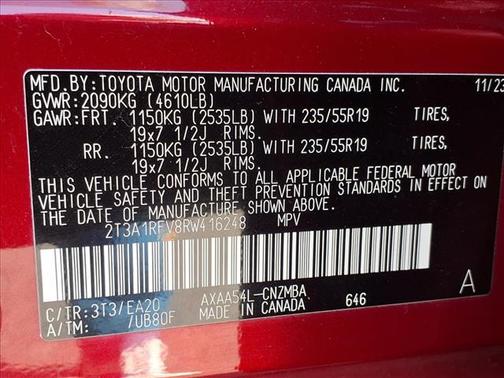 MFD.BY:TOYOTA MOTOR MANUFACTURING CANADA INC. 11/23
GVWR:2090KG (4610LB)
GAWR:FRT. 1150KG (2535LB) WITH 235/55R19 TIRES,
19x7 1/2J RIMS.
RR. 1150KG (2535LB) WITH 235/55R19 TIRES,
19x7 1/2J RIMS.
THIS VEHICLE CONFORMS TO ALL APPLICABLE FEDERAL MOTOR
VEHICLE SAFETY AND THEFT PREVENTION STANDARDS IN EFFECT ON
THE DATE OF MANUFACTURE SHOWN ABOVE.
2T3A1RFV8RW416248 MPV
C/TR:3T3/EA20 AXAA54L-CNZMBA A
A/TM: /UB80F MADE IN CANADA 646